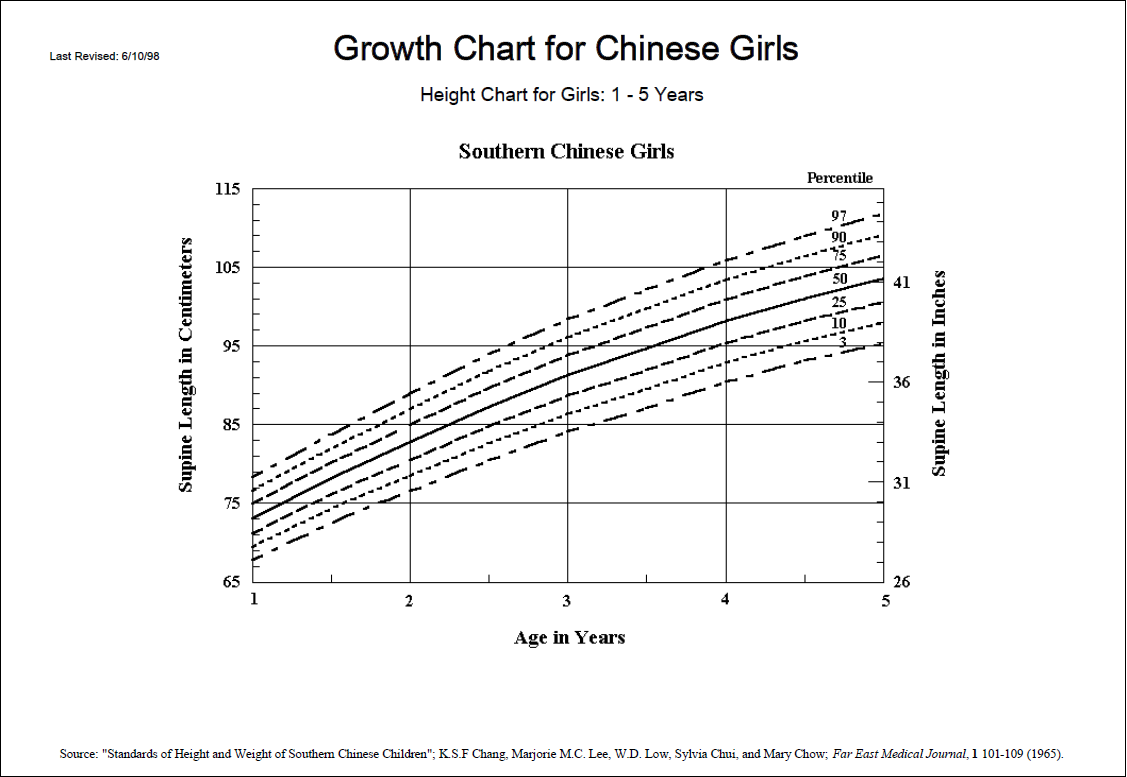 Growth Chart for Chinese Girls
Last Revised: 6/10/98
Height Chart for Girls: 1 - 5 Years
Southern Chinese Girls
Percentile
115
97
90
105
75
50
41
25
10
95
3
36
85
31
75
65
26
1
2
3
4
5
Supine Length in Centimeters
Supine Length in Inches
Age in Years
Source: "Standards of Height and Weight of Southern Chinese Children"; K.S.F Chang, Marjorie M.C. Lee, W.D. Low, Sylvia Chui, and Mary Chow; Far East Medical Journal, 1 101-109 (1965).